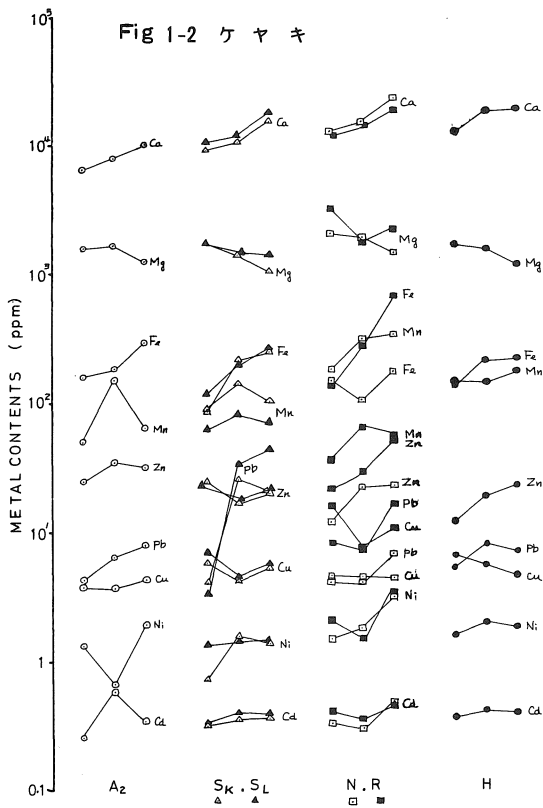 Fig 1-2 ケヤキ
METAL CONTENTS (ppm)
10⁵
10⁴
10³
10²
10¹
1
0.1
Ca
Mg
Fe
Mn
Zn
Pb
Cu
Ni
Cd
A₂
Ca
Mg
Fe
Mn
Pb
Zn
Cu
Ni
Cd
Sᴋ . Sʟ
Ca
Mg
Fe
Mn
Fe
Mn
Zn
Zn
Pb
Cu
Pb
Cu
Ni
Cd
N . R
Ca
Mg
Fe
Mn
Zn
Pb
Cu
Ni
Cd
H